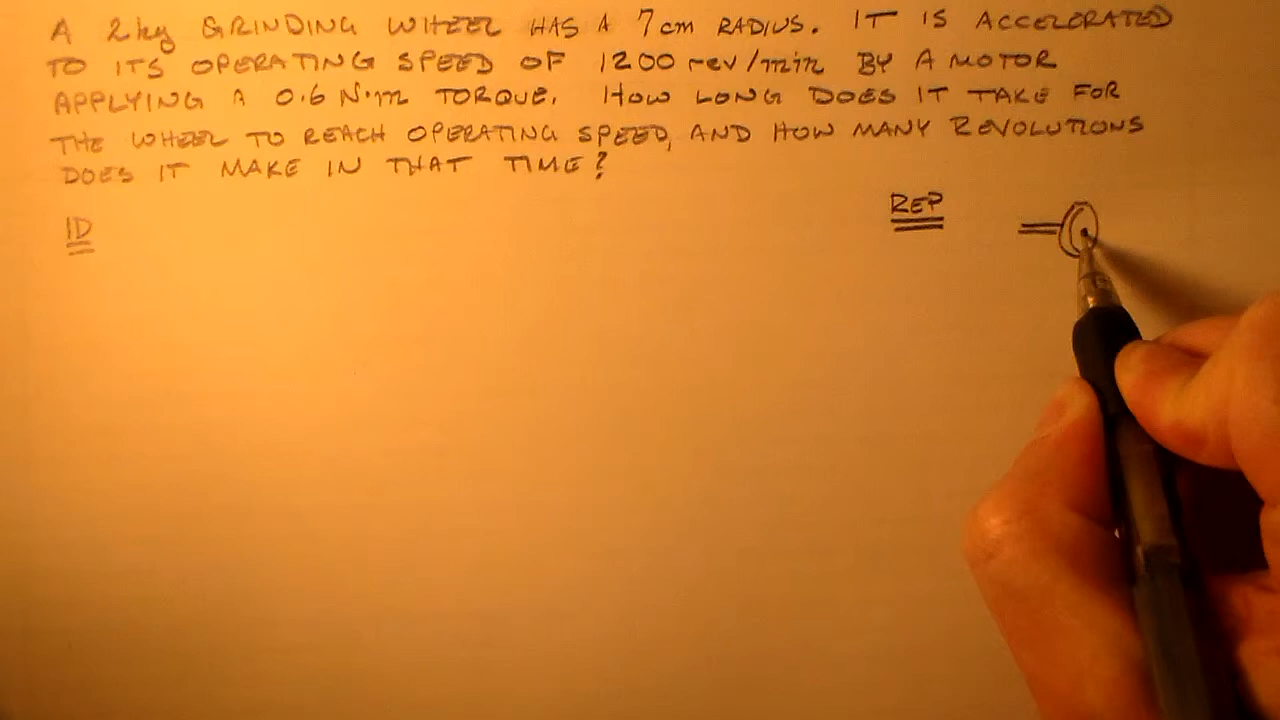 A 2kg GRINDING WHEEL HAS A 7cm RADIUS. IT IS ACCELERATED
TO ITS OPERATING SPEED OF 1200 rev/min BY A MOTOR
APPLYING A 0.6 N·m TORQUE. HOW LONG DOES IT TAKE FOR
THE WHEEL TO REACH OPERATING SPEED, AND HOW MANY REVOLUTIONS
DOES IT MAKE IN THAT TIME?
ID
REP